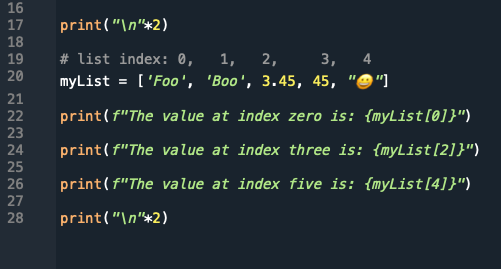 16
17 print("\n"*2)
18
19 # list index: 0,   1,   2,     3,   4
20 myList = ['Foo', 'Boo', 3.45, 45, "🙂"]
21
22 print(f"The value at index zero is: {myList[0]}")
23
24 print(f"The value at index three is: {myList[2]}")
25
26 print(f"The value at index five is: {myList[4]}")
27
28 print("\n"*2)